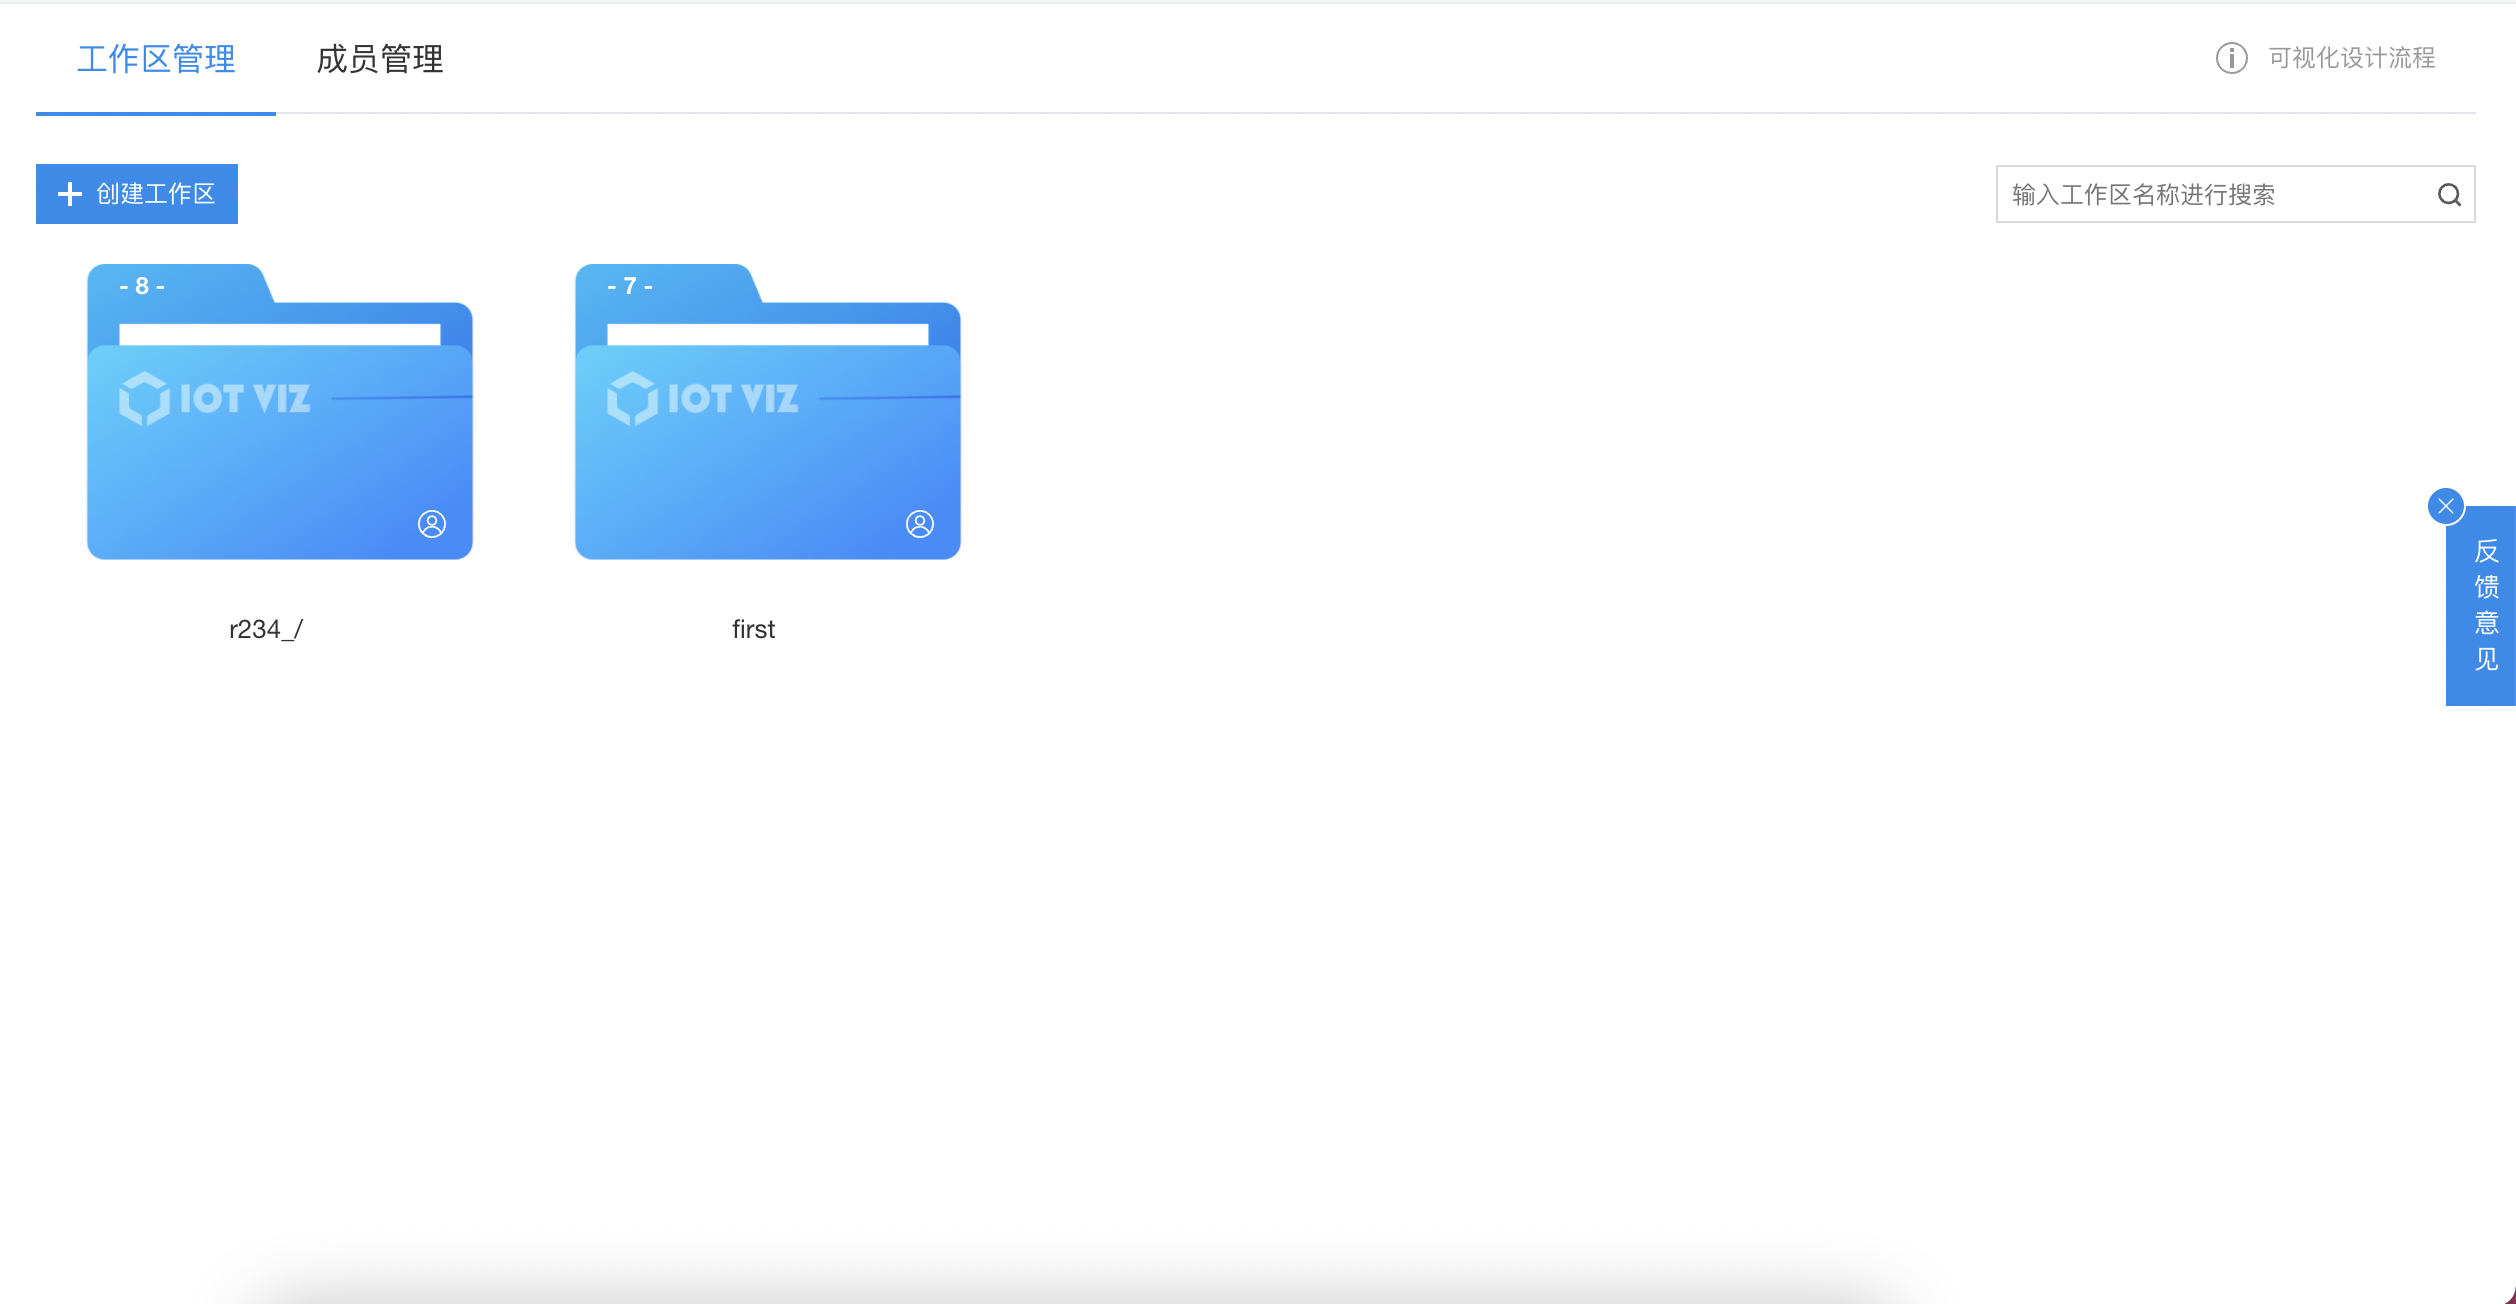 工作区管理
成员管理
可视化设计流程
创建工作区
输入工作区名称进行搜索
- 8 -
IOT VIZ
r234_/
- 7 -
IOT VIZ
first
反馈意见